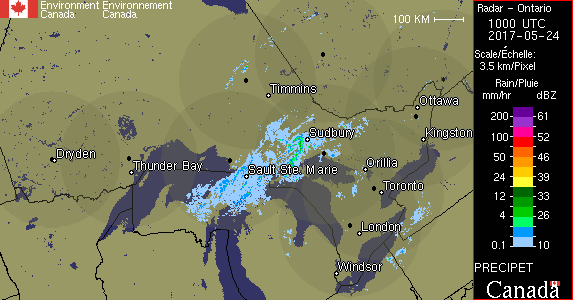 Environment Environnement
Canada Canada
100 KM
Timmins
Ottawa
Sudbury
Kingston
Dryden
Thunder Bay
Orillia
Sault Ste. Marie
Toronto
London
Windsor
Radar - Ontario
1000 UTC
2017-05-24
Scale/Échelle:
3.5 km/Pixel
Rain/Pluie
mm/hr dBZ
200 61
100 52
50 46
24 39
12 33
4 26
0.1 10
PRECIPET
Canada